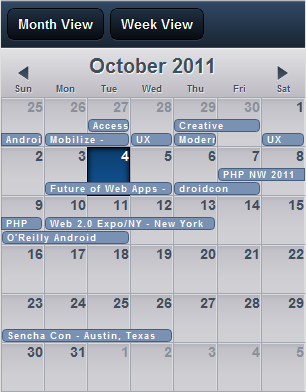 Month View Week View
October 2011
Sun Mon Tue Wed Thu Fri Sat
25 26 27 28 29 30 1
Access Creative
Androi Mobilize - UX Modern UX
2 3 4 5 6 7 8
PHP NW 2011
Future of Web Apps - droidcon
9 10 11 12 13 14 15
PHP Web 2.0 Expo/NY - New York
O'Reilly Android
16 17 18 19 20 21 22
23 24 25 26 27 28 29
Sencha Con - Austin, Texas
30 31 1 2 3 4 5